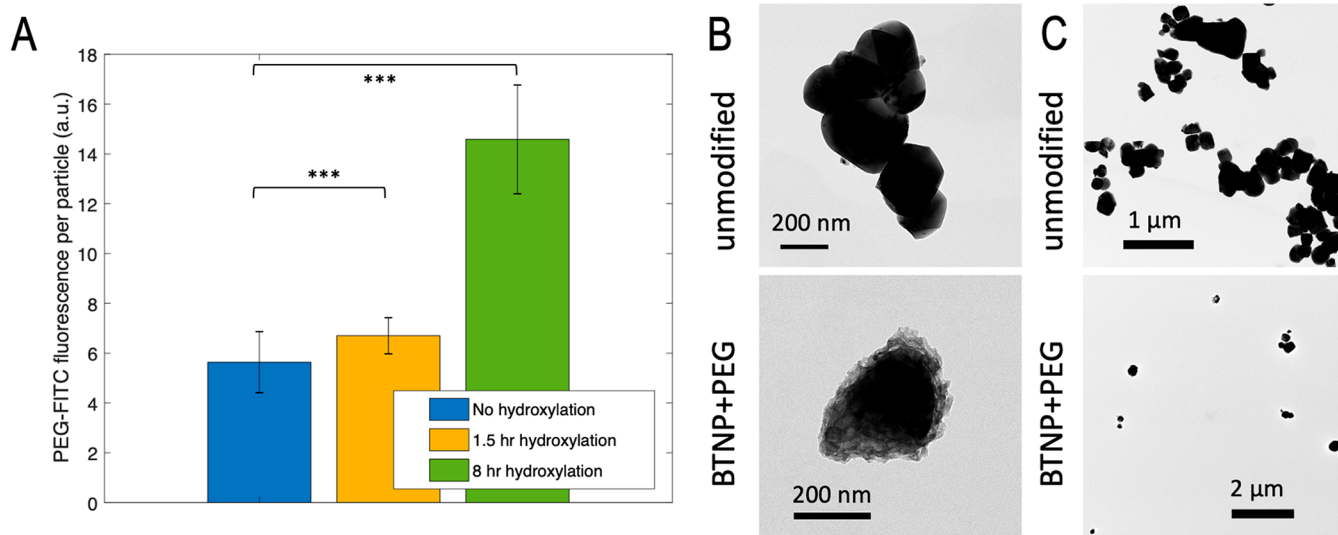 A
PEG-FITC fluorescence per particle (a.u.)
18
16
14
12
10
8
6
4
2
0
***
***
No hydroxylation
1.5 hr hydroxylation
8 hr hydroxylation
B
unmodified
200 nm
BTNP+PEG
200 nm
C
unmodified
1 μm
BTNP+PEG
2 μm